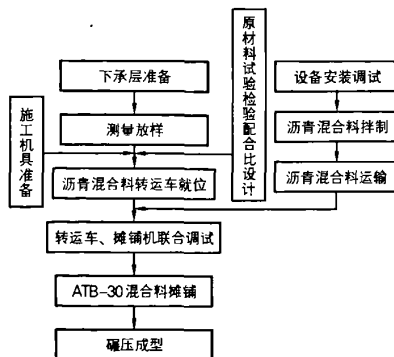 下承层准备
测量放样
施工机具准备
原材料试验检验配合比设计
设备安装调试
沥青混合料拌制
沥青混合料运输
沥青混合料转运车就位
转运车、摊铺机联合调试
ATB-30混合料摊铺
碾压成型